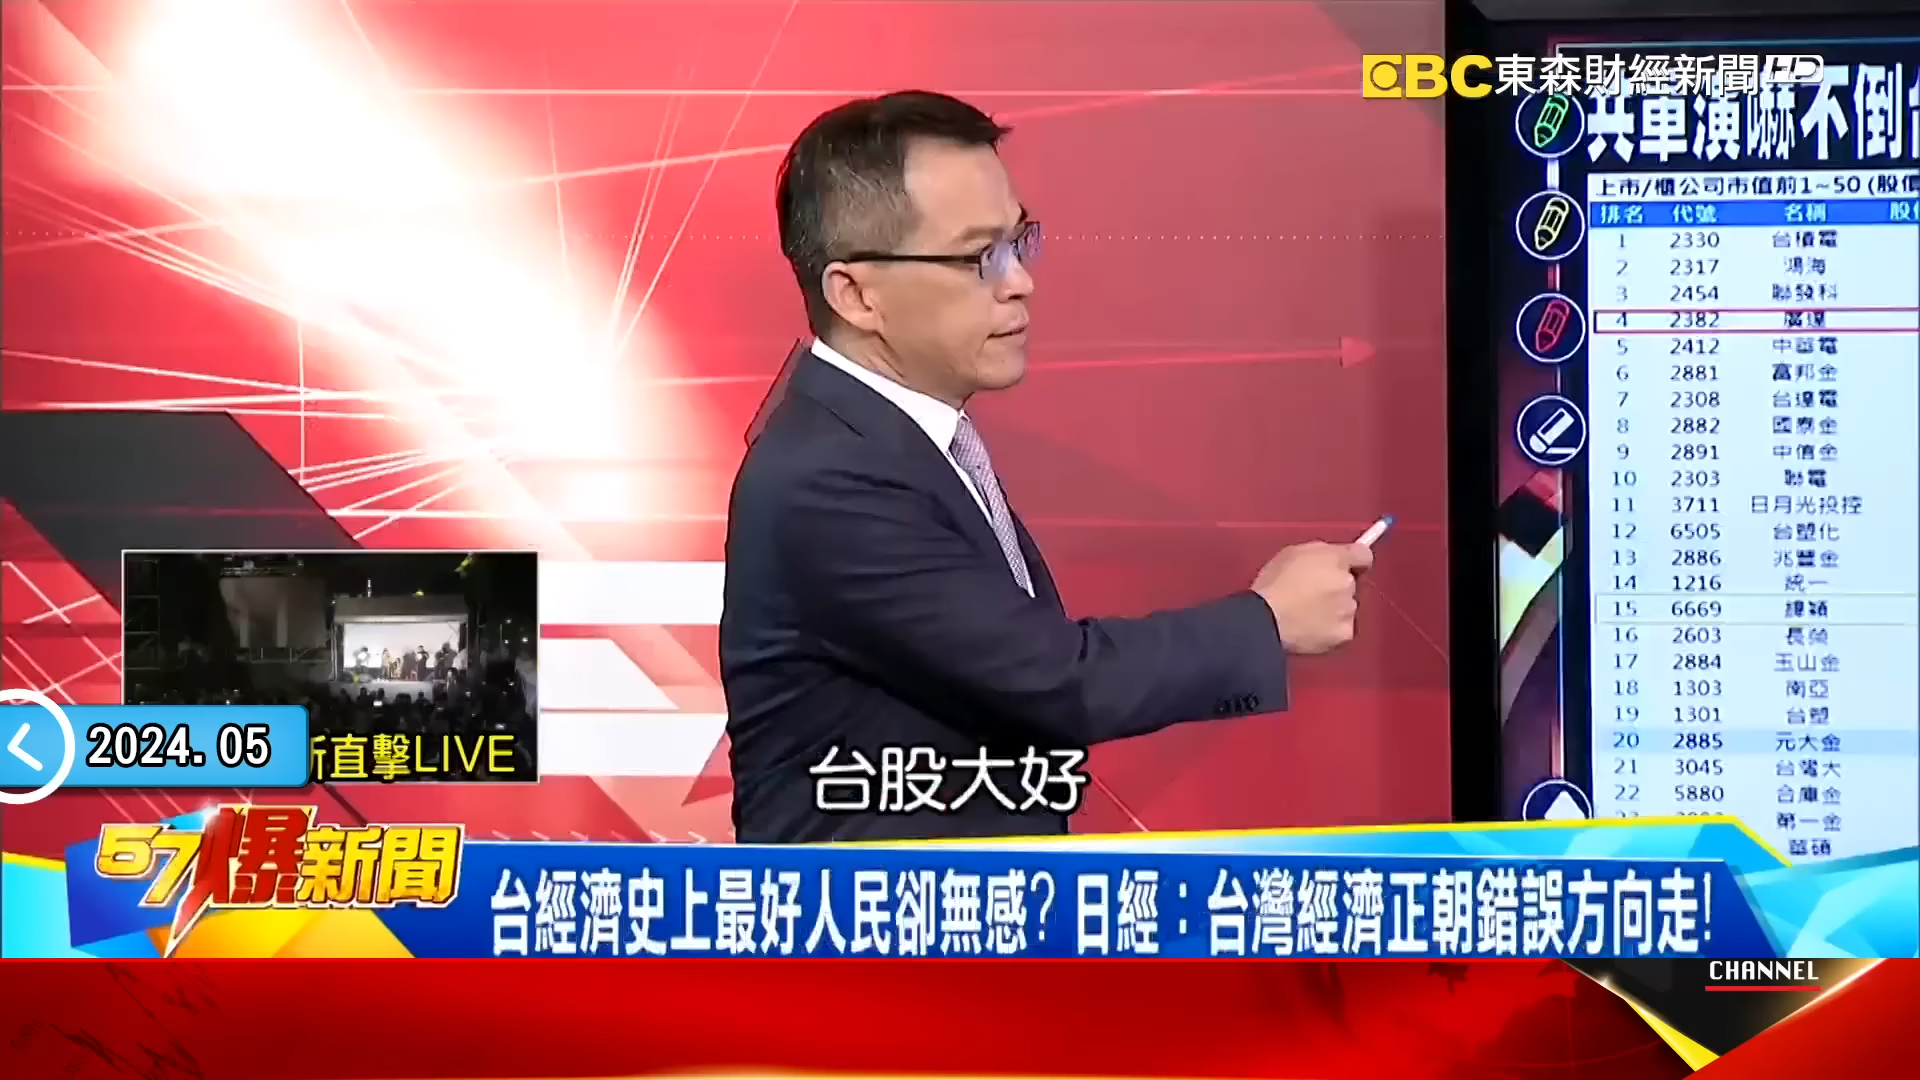 EBC 東森財經新聞 HD
共軍演嚇不倒台
上市/櫃公司市值前1~50(股價
排名 代號 名稱 股價
1 2330 台積電
2 2317 鴻海
3 2454 聯發科
4 2382 廣達
5 2412 中華電
6 2881 富邦金
7 2308 台達電
8 2882 國泰金
9 2891 中信金
10 2303 聯電
11 3711 日月光投控
12 6505 台塑化
13 2886 兆豐金
14 1216 統一
15 6669 緯穎
16 2603 長榮
17 2884 玉山金
18 1303 南亞
19 1301 台塑
20 2885 元大金
21 3045 台灣大
22 5880 合庫金
第一金
華碩
2024.05
新直擊LIVE
台股大好
57爆新聞
台經濟史上最好人民卻無感? 日經：台灣經濟正朝錯誤方向走!
CHANNEL